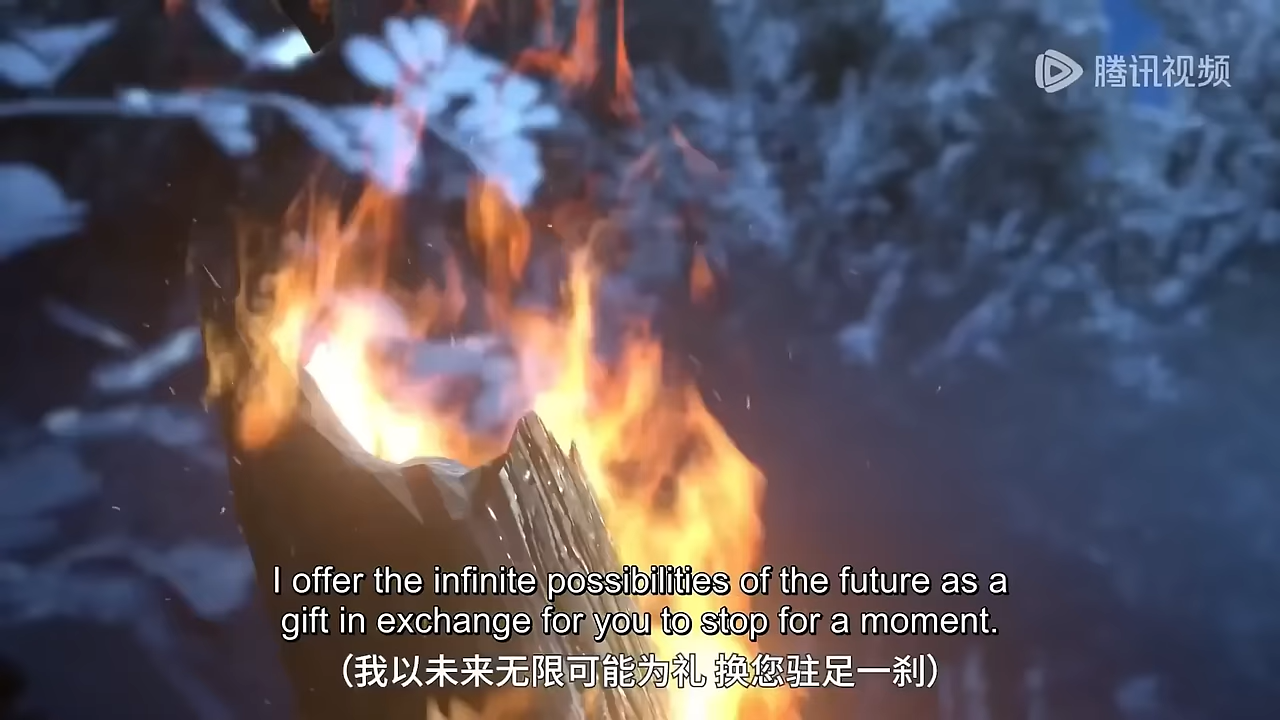 腾讯视频
I offer the infinite possibilities of the future as a
gift in exchange for you to stop for a moment.
（我以未来无限可能为礼 换您驻足一刹）